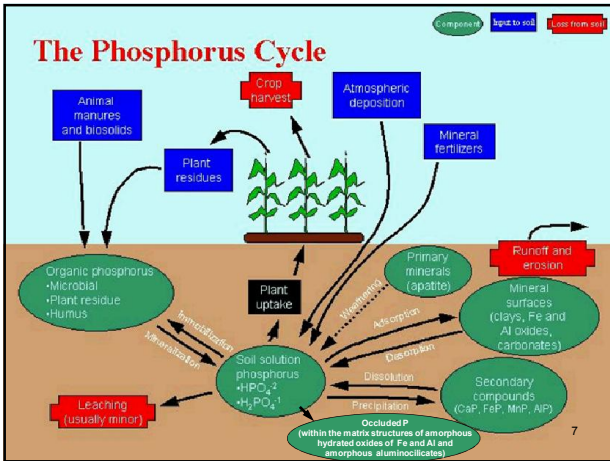 Component
Input to soil
Loss from soil
The Phosphorus Cycle
Animal
manures
and biosolids
Plant
residues
Crop
harvest
Atmospheric
deposition
Mineral
fertilizers
Runoff and
erosion
Organic phosphorus
•Microbial
•Plant residue
•Humus
Plant
uptake
Primary
minerals
(apatite)
Weathering
Mineral
surfaces
(clays, Fe and
Al oxides,
carbonates)
Adsorption
Desorption
Immobilization
Mineralization
Soil solution
phosphorus
•HPO₄⁻²
•H₂PO₄⁻¹
Dissolution
Precipitation
Secondary
compounds
(CaP, FeP, MnP, AlP)
Leaching
(usually minor)
Occluded P
(within the matrix structures of amorphous
hydrated oxides of Fe and Al and
amorphous aluminocilicates)
7